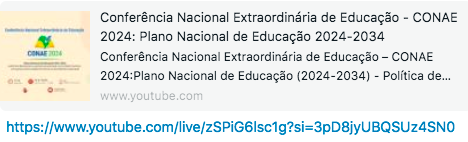 Conferência Nacional Extraordinária de Educação - CONAE
2024: Plano Nacional de Educação 2024-2034
Conferência Nacional Extraordinária de Educação – CONAE
2024:Plano Nacional de Educação (2024-2034) - Política de...
www.youtube.com
CONAE 2024
https://www.youtube.com/live/zSPiG6lsc1g?si=3pD8jyUBQSUz4SN0